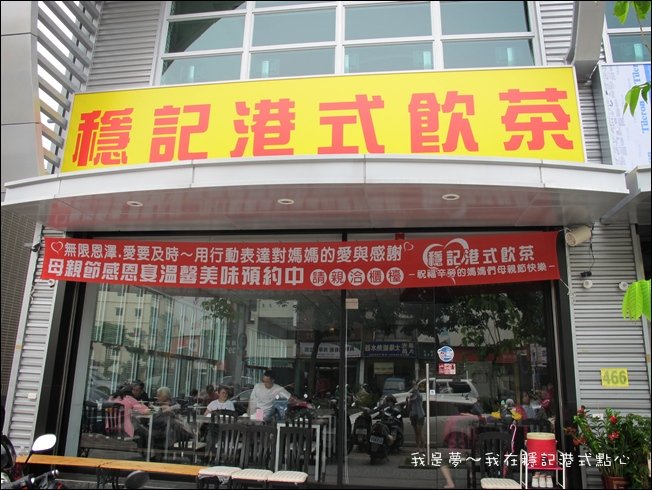 穩記港式飲茶
無限恩澤.愛要及時～用行動表達對媽媽的愛與感謝
母親節感恩宴溫馨美味預約中 請親洽櫃檯
穩記港式飲茶
-祝福辛勞的媽媽們母親節快樂-
466
我是夢～我在穩記港式點心